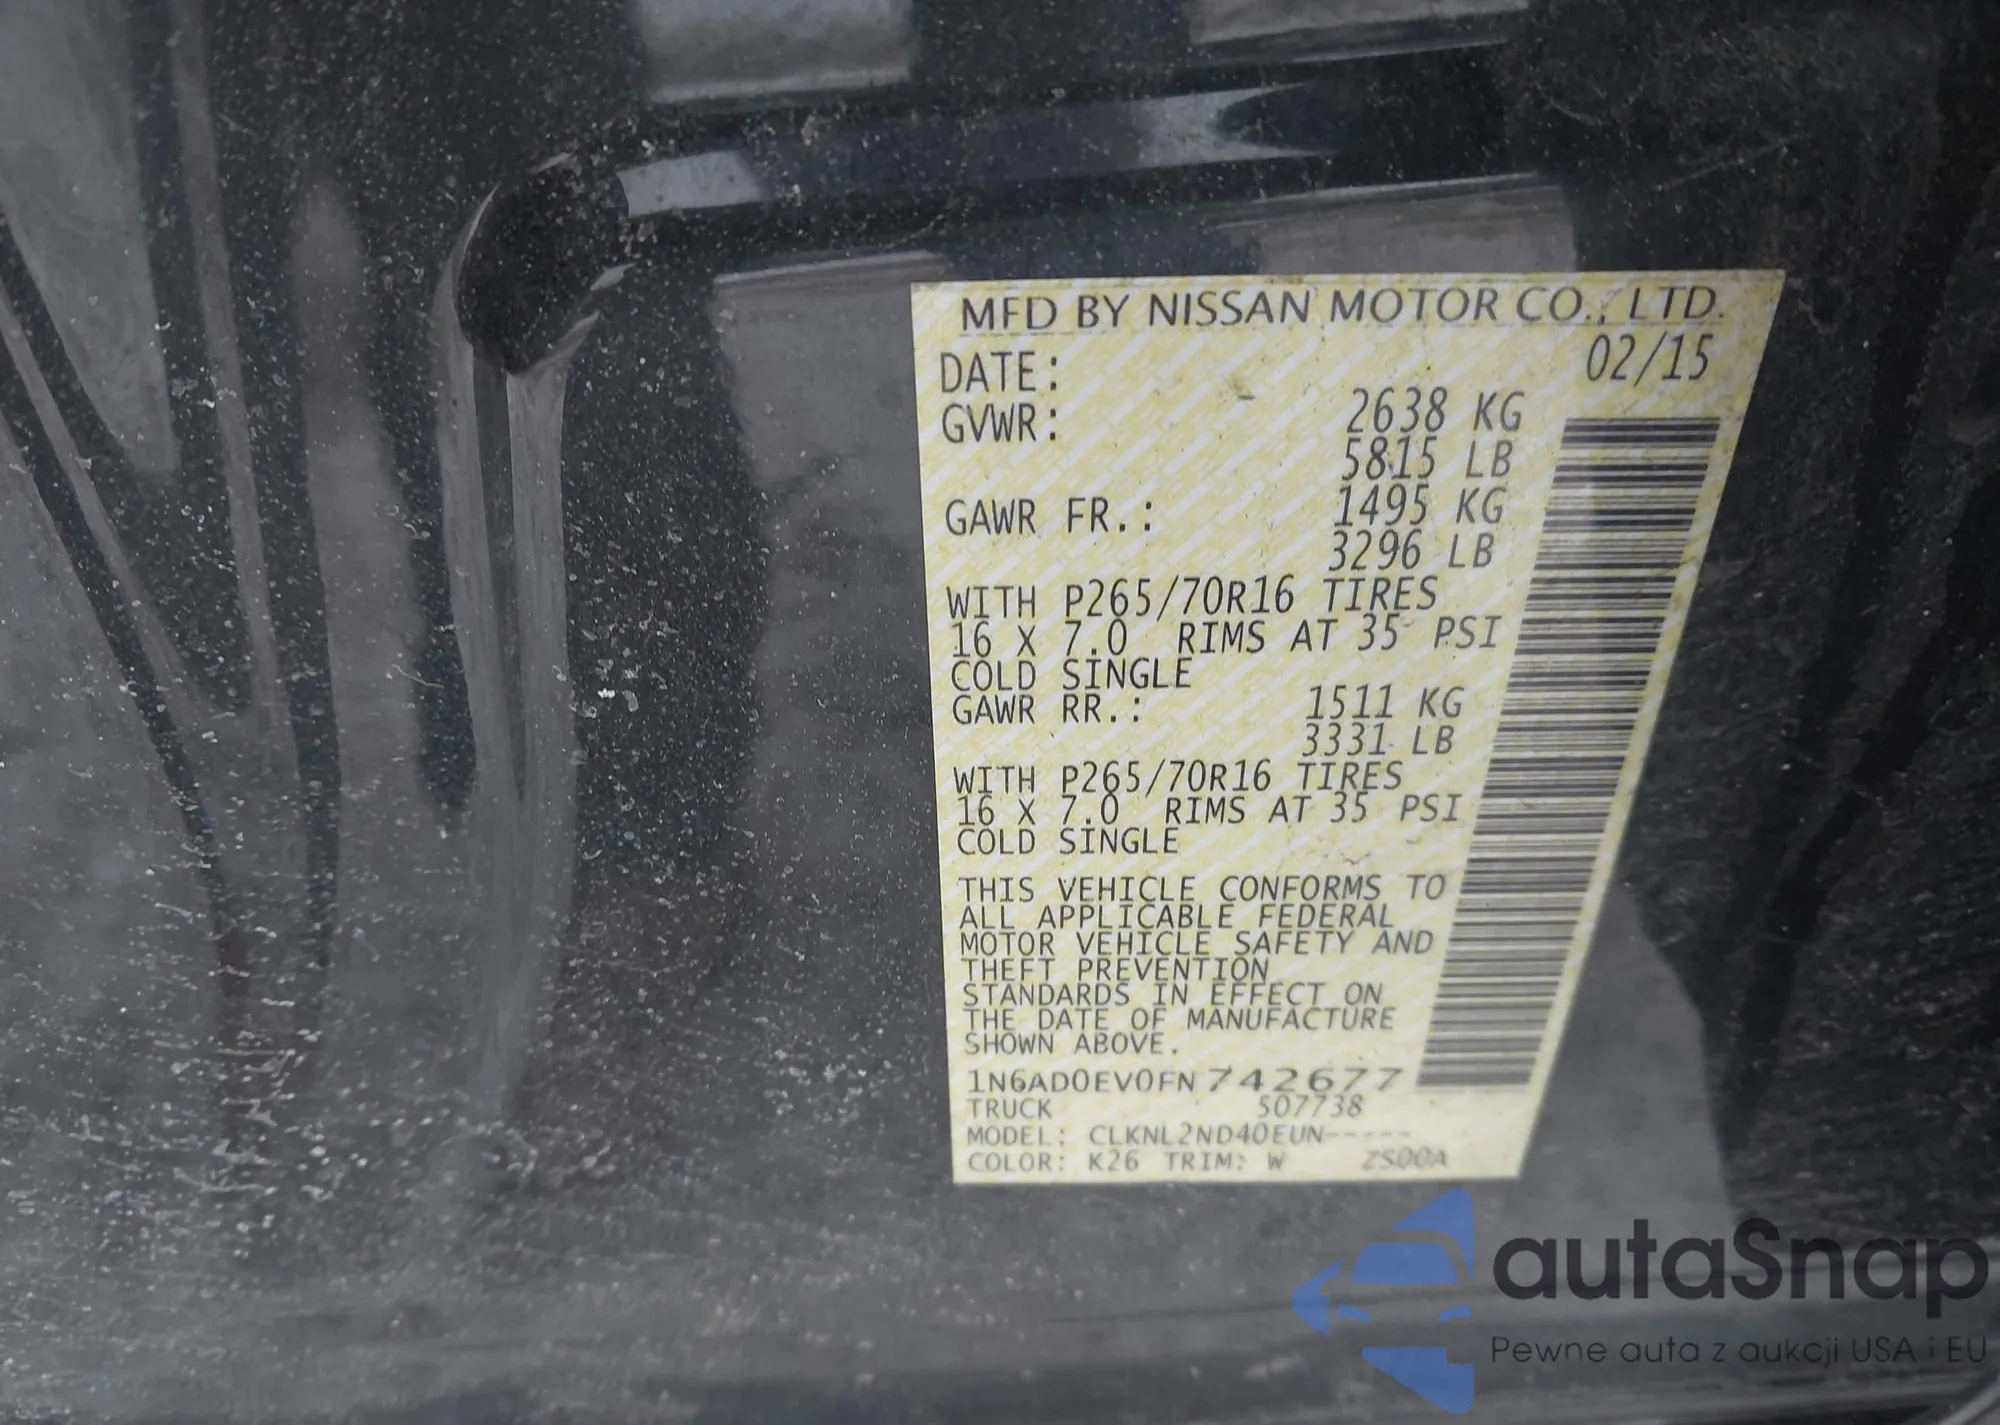 MFD BY NISSAN MOTOR CO., LTD.
DATE: 02/15
GVWR: 2638 KG
5815 LB
GAWR FR.: 1495 KG
3296 LB
WITH P265/70R16 TIRES
16 X 7.0 RIMS AT 35 PSI
COLD SINGLE
GAWR RR.: 1511 KG
3331 LB
WITH P265/70R16 TIRES
16 X 7.0 RIMS AT 35 PSI
COLD SINGLE
THIS VEHICLE CONFORMS TO
ALL APPLICABLE FEDERAL
MOTOR VEHICLE SAFETY AND
THEFT PREVENTION
STANDARDS IN EFFECT ON
THE DATE OF MANUFACTURE
SHOWN ABOVE.
1N6AD0EV0FN742677
TRUCK 507738
MODEL: CLKNL2ND40EUN-----
COLOR: K26 TRIM: W ZS00A
autaSnap
Pewne auta z aukcji USA i EU